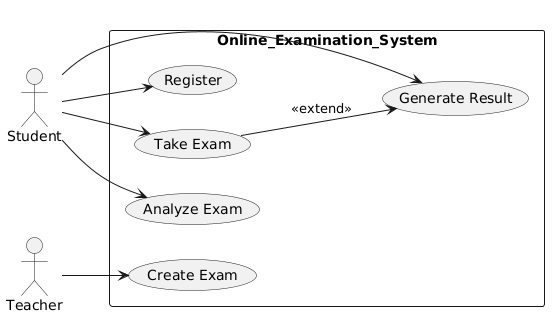 Online_Examination_System
Register
Generate Result
«extend»
Student
Take Exam
Analyze Exam
Create Exam
Teacher